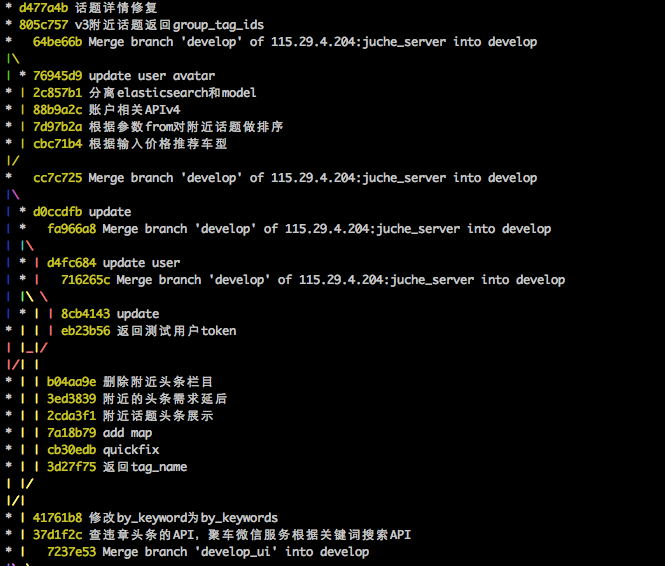 * d477a4b 话题详情修复
* 805c757 v3附近话题返回group_tag_ids
*   64be66b Merge branch 'develop' of 115.29.4.204:juche_server into develop
|\
| * 76945d9 update user avatar
* | 2c857b1 分离elasticsearch和model
* | 88b9a2c 账户相关APIv4
* | 7d97b2a 根据参数from对附近话题做排序
* | cbc71b4 根据输入价格推荐车型
|/
*   cc7c725 Merge branch 'develop' of 115.29.4.204:juche_server into develop
|\
| * d0ccdfb update
| *   fa966a8 Merge branch 'develop' of 115.29.4.204:juche_server into develop
| |\
| * | d4fc684 update user
| * |   716265c Merge branch 'develop' of 115.29.4.204:juche_server into develop
| |\ \
| * | | 8cb4143 update
* | | | eb23b56 返回测试用户token
| |_|/
|/| |
* | | b04aa9e 删除附近头条栏目
* | | 3ed3839 附近的头条需求延后
* | | 2cda3f1 附近话题头条展示
* | | 7a18b79 add map
* | | cb30edb quickfix
* | | 3d27f75 返回tag_name
| |/
|/|
* | 41761b8 修改by_keyword为by_keywords
* | 37d1f2c 查违章头条的API，聚车微信服务根据关键词搜索API
* |   7237e53 Merge branch 'develop_ui' into develop